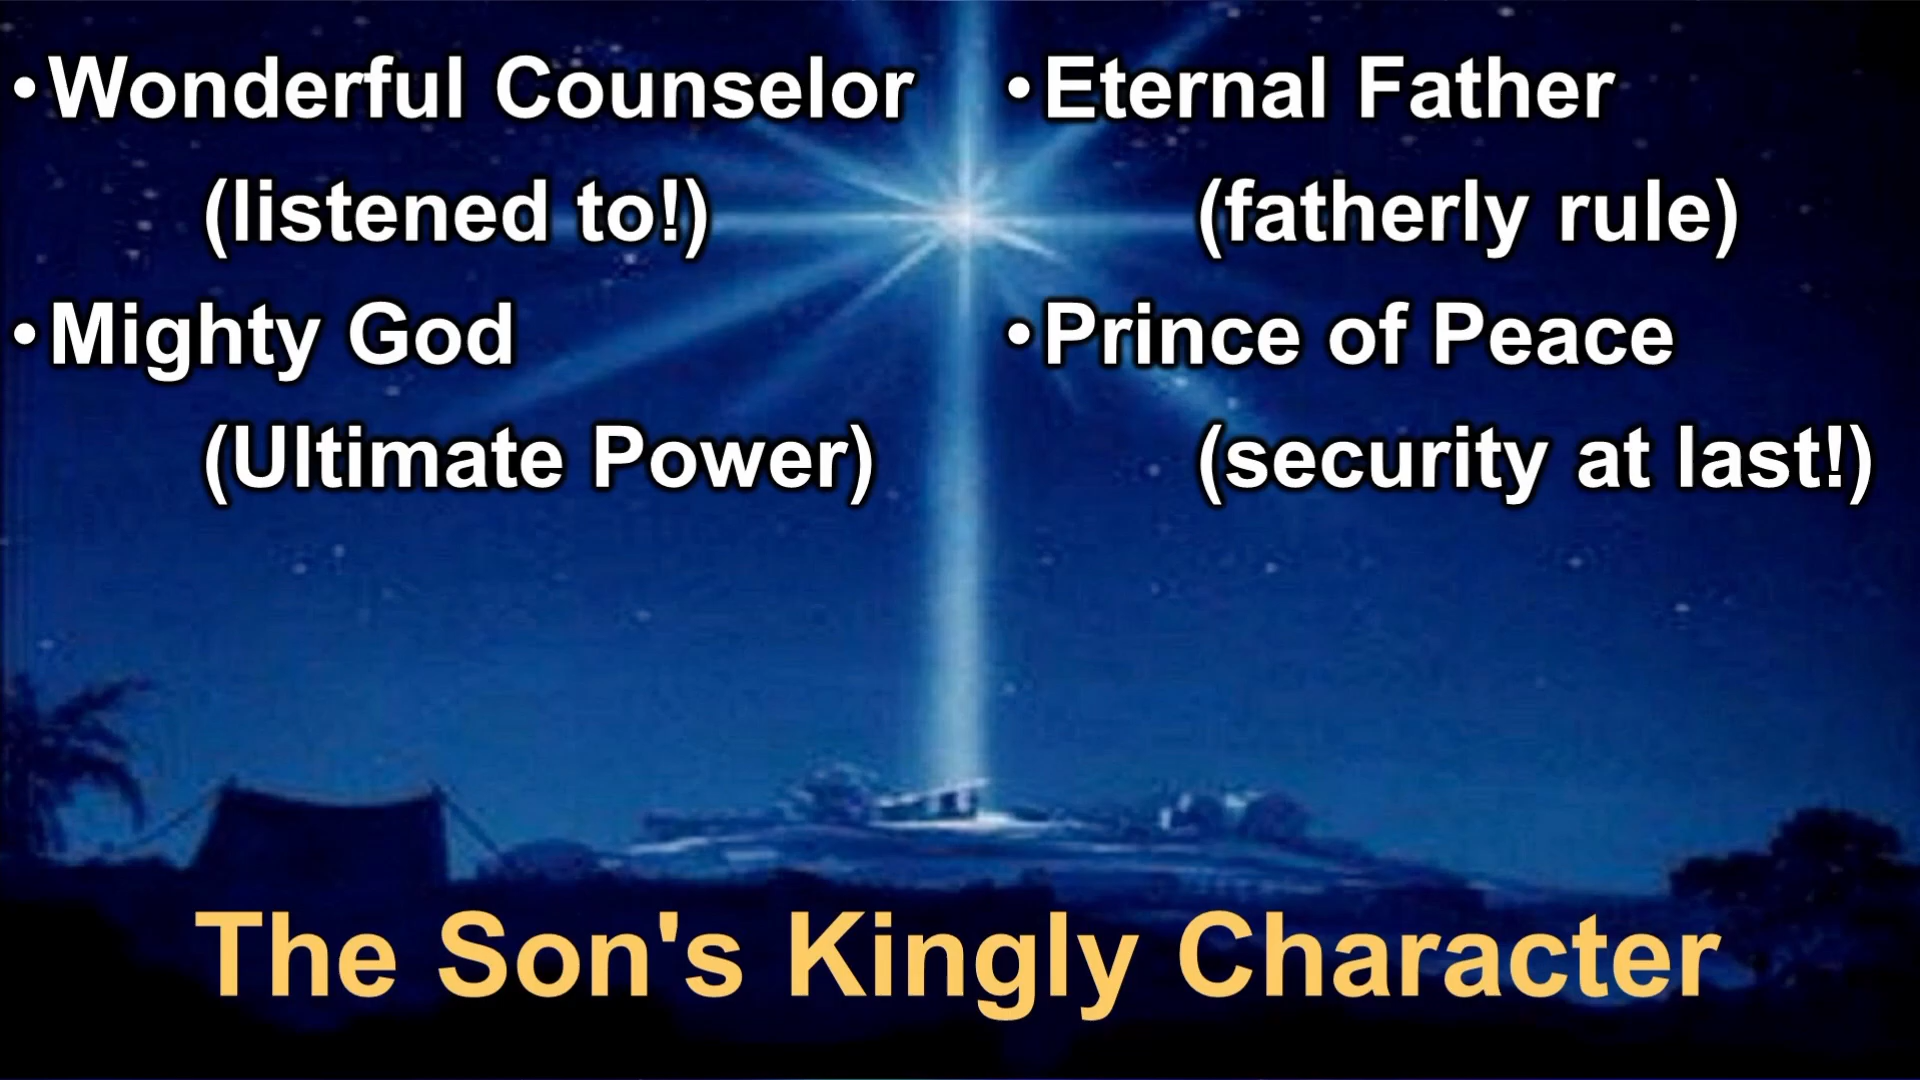 •Wonderful Counselor
(listened to!)
•Mighty God
(Ultimate Power)
•Eternal Father
(fatherly rule)
•Prince of Peace
(security at last!)
The Son's Kingly Character